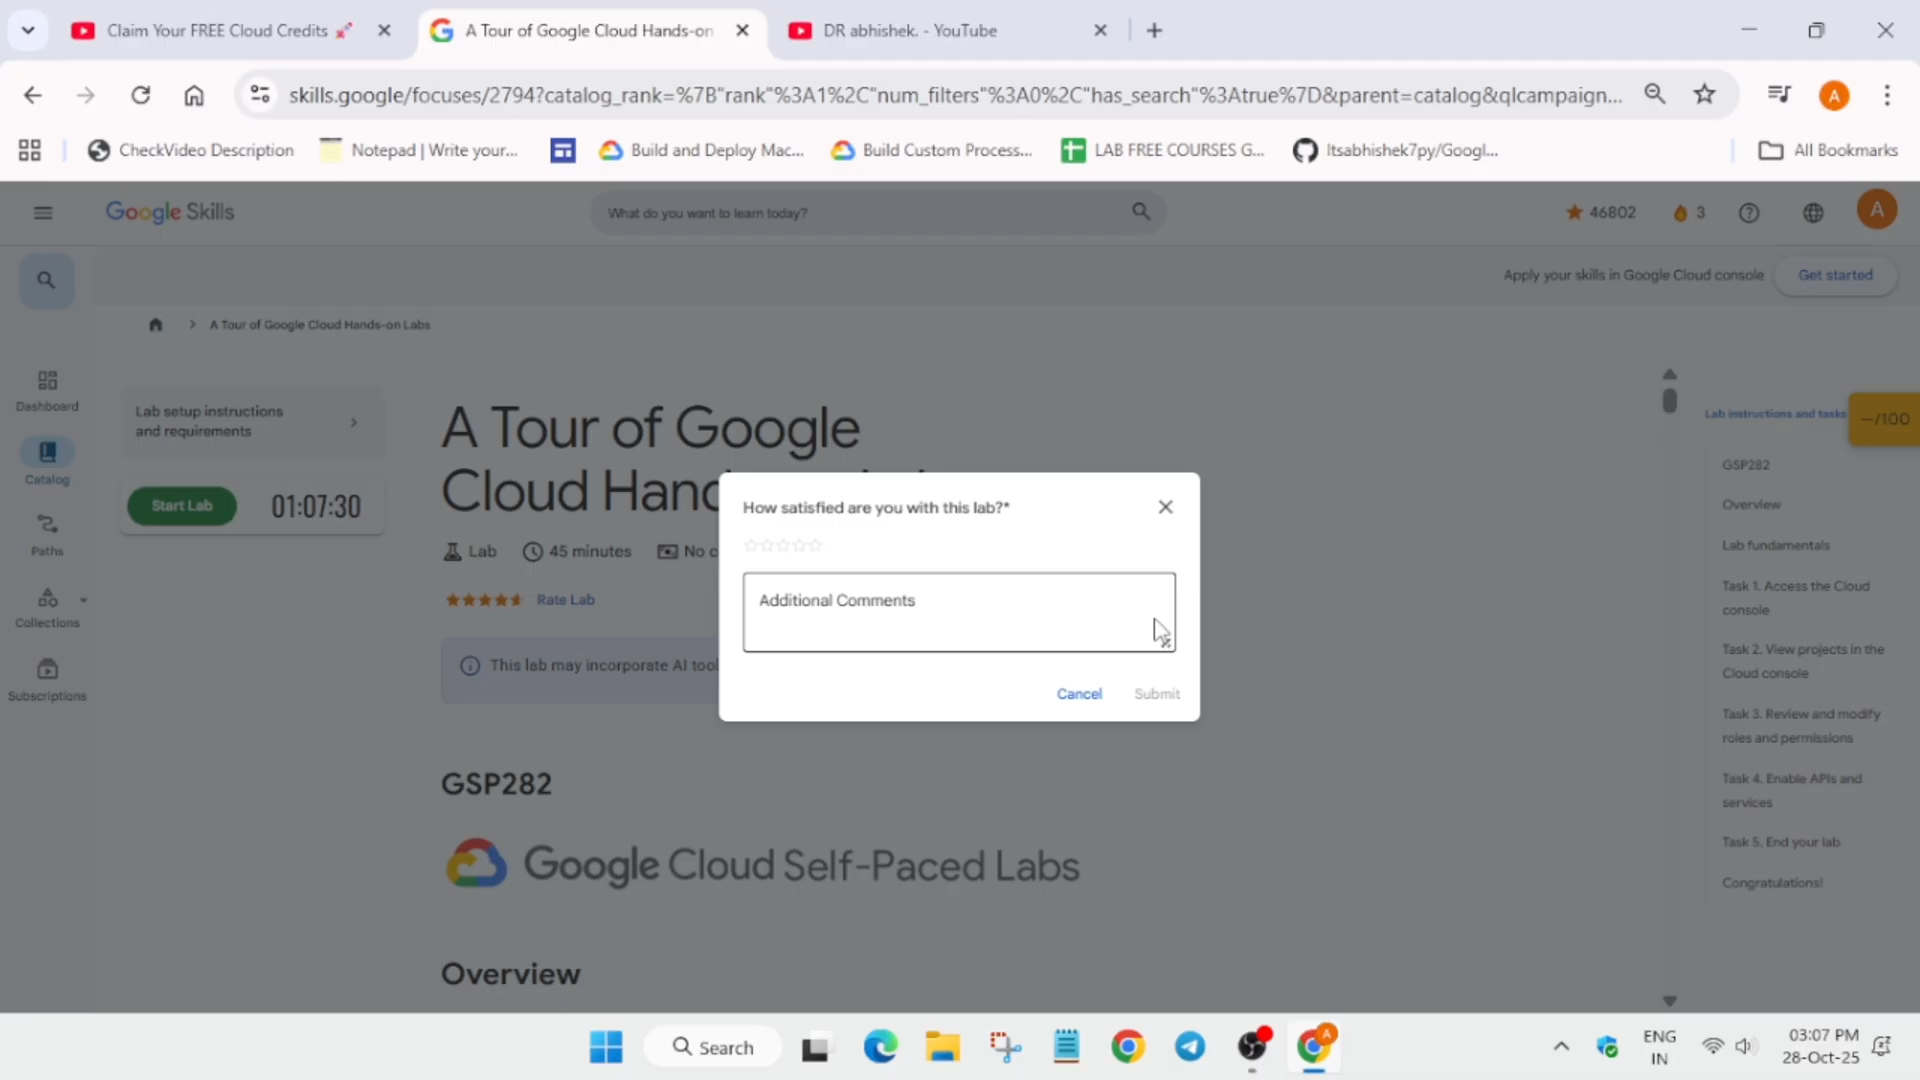 Claim Your FREE Cloud Credits
A Tour of Google Cloud Hands-on
DR abhishek. - YouTube
skills.google/focuses/2794?catalog_rank=%7B"rank"%3A1%2C"num_filters"%3A0%2C"has_search"%3Atrue%7D&parent=catalog&qlcampaign...
A
CheckVideo Description
Notepad | Write your...
Build and Deploy Mac...
Build Custom Process...
LAB FREE COURSES G...
Itsabhishek7py/Googl...
All Bookmarks
Google Skills
What do you want to learn today?
46802
3
A
Apply your skills in Google Cloud console
Get started
A Tour of Google Cloud Hands-on Labs
Dashboard
Catalog
Paths
Collections
Subscriptions
Lab setup instructions
and requirements
Start Lab
01:07:30
A Tour of Google
Cloud Hand
Lab
45 minutes
No c
Rate Lab
This lab may incorporate AI tool
How satisfied are you with this lab?*
Additional Comments
Cancel
Submit
GSP282
Google Cloud Self-Paced Labs
Overview
Lab instructions and tasks
—/100
GSP282
Overview
Lab fundamentals
Task 1. Access the Cloud
console
Task 2. View projects in the
Cloud console
Task 3. Review and modify
roles and permissions
Task 4. Enable APIs and
services
Task 5. End your lab
Congratulations!
Search
A
ENG
IN
03:07 PM
28-Oct-25